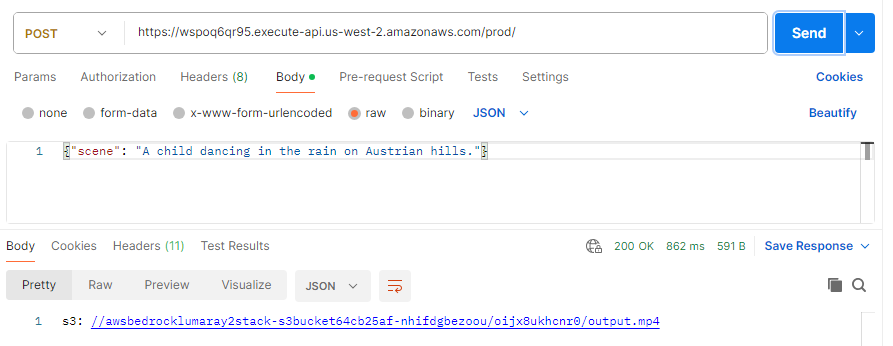 POST https://wspoq6qr95.execute-api.us-west-2.amazonaws.com/prod/ Send
Params Authorization Headers (8) Body Pre-request Script Tests Settings Cookies
none form-data x-www-form-urlencoded raw binary JSON Beautify
1 {"scene": "A child dancing in the rain on Austrian hills."}
Body Cookies Headers (11) Test Results 200 OK 862 ms 591 B Save Response
Pretty Raw Preview Visualize JSON
1 s3: //awsbedrocklumaray2stack-s3bucket64cb25af-nhifdgbezoou/oijx8ukhcnr0/output.mp4